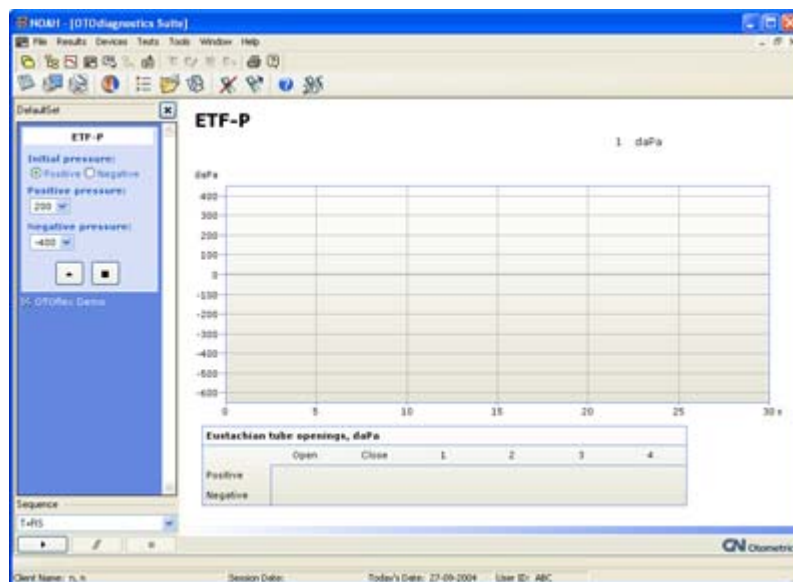 NOAH - [OTOdiagnostics Suite]
File Results Devices Tests Tools Window Help
DefaultSet
ETF-P
Initial pressure:
Positive Negative
Positive pressure:
200
Negative pressure:
-400
OTOflex Demo
Sequence
T+RS
ETF-P
1 daPa
daPa
400
300
200
100
0
-100
-200
-300
-400
-500
-600
0 5 10 15 20 25 30 s
Eustachian tube openings, daPa
Open Close 1 2 3 4
Positive
Negative
GN Otometrics
Client Name: n, n Session Date: Today's Date: 27-09-2004 User ID: ABC